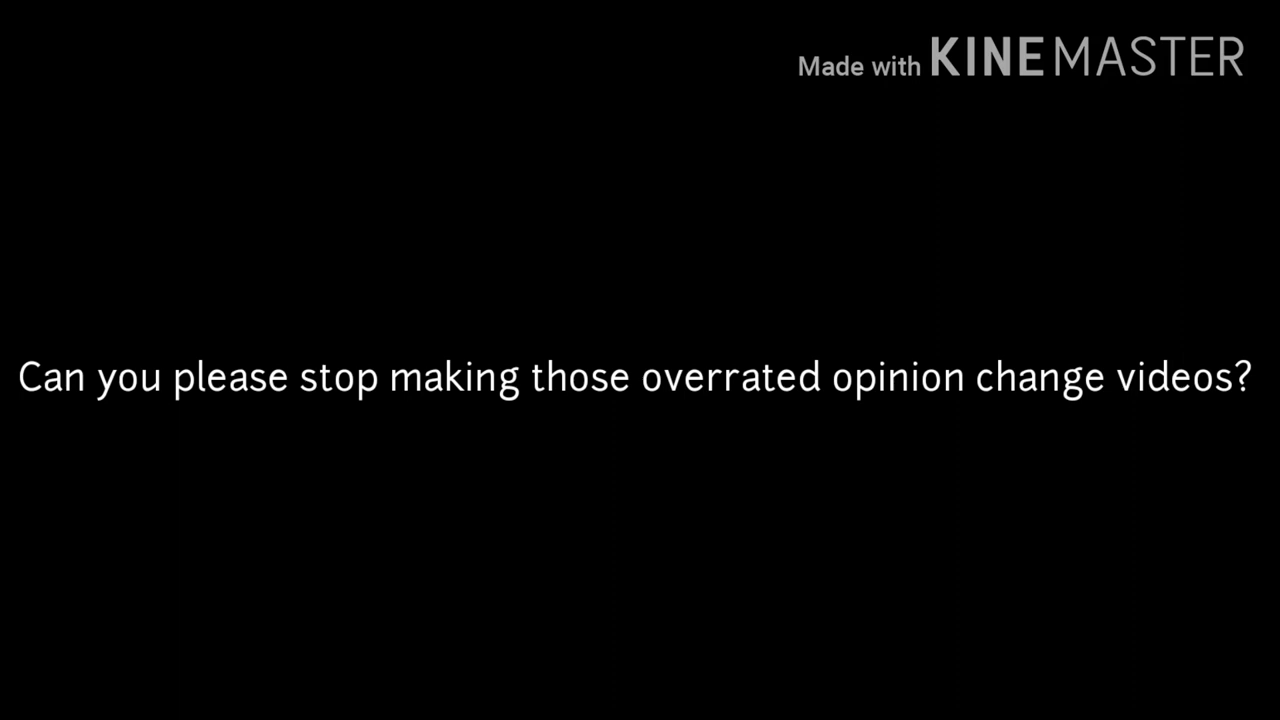 Made with KINEMASTER
Can you please stop making those overrated opinion change videos?